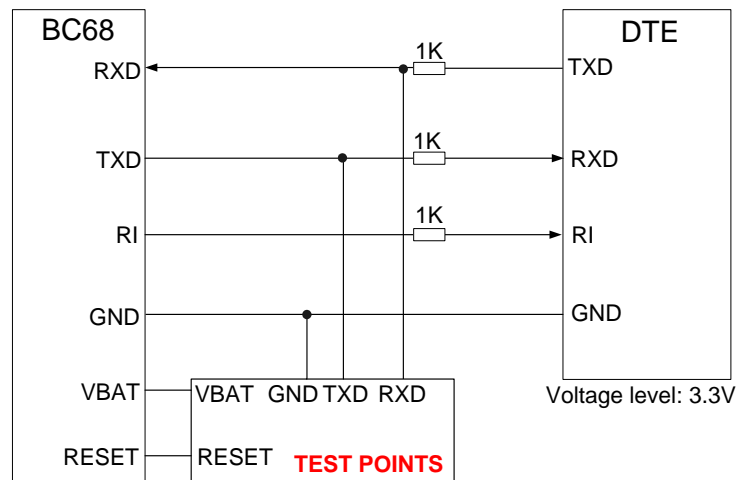 BC68
DTE
1K
RXD
TXD
1K
TXD
RXD
1K
RI
RI
GND
GND
VBAT
VBAT GND TXD RXD
Voltage level: 3.3V
RESET
RESET
TEST POINTS